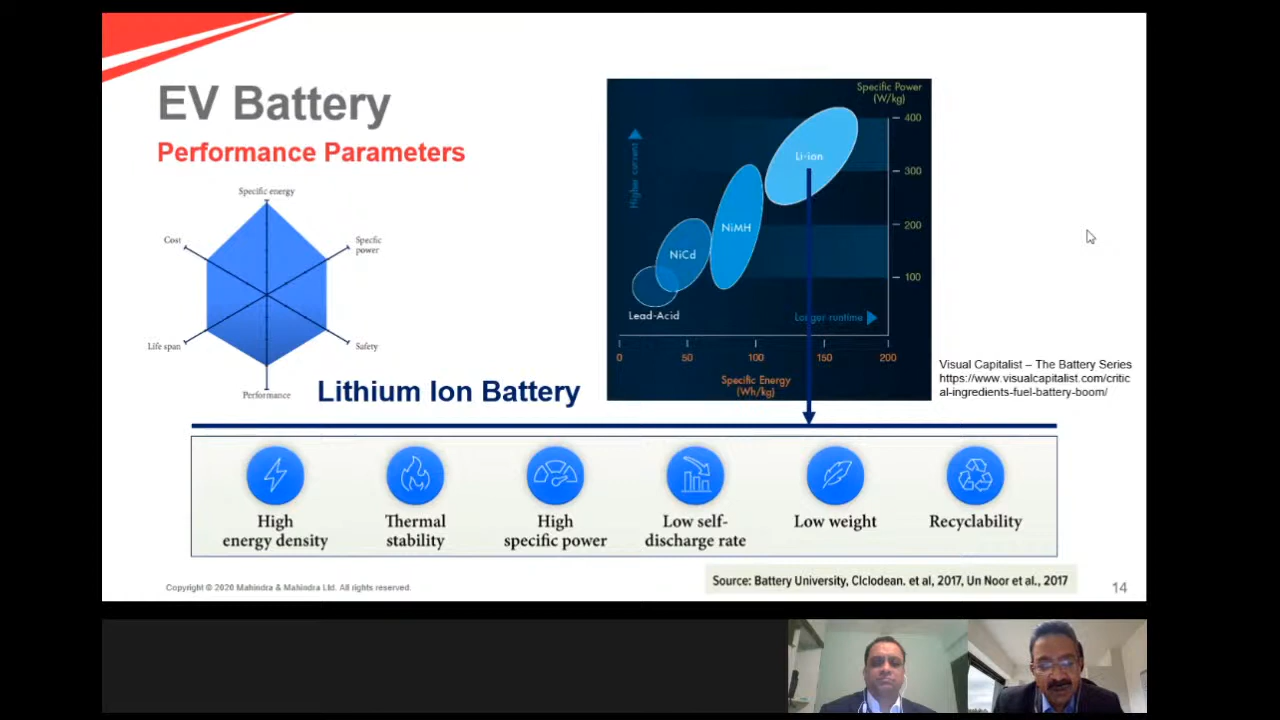 EV Battery
Performance Parameters
Specific energy
Cost
Specfic
power
Life span
Safety
Performance
Specific Power
(W/kg)
400
300
200
100
Higher current
Li-ion
NiMH
NiCd
Lead-Acid
Longer runtime
0
50
100
150
200
Specific Energy
(Wh/kg)
Visual Capitalist – The Battery Series
https://www.visualcapitalist.com/critic
al-ingredients-fuel-battery-boom/
Lithium Ion Battery
High
energy density
Thermal
stability
High
specific power
Low self-
discharge rate
Low weight
Recyclability
Source: Battery University, CIclodean. et al, 2017, Un Noor et al., 2017
Copyright © 2020 Mahindra & Mahindra Ltd. All rights reserved.
14